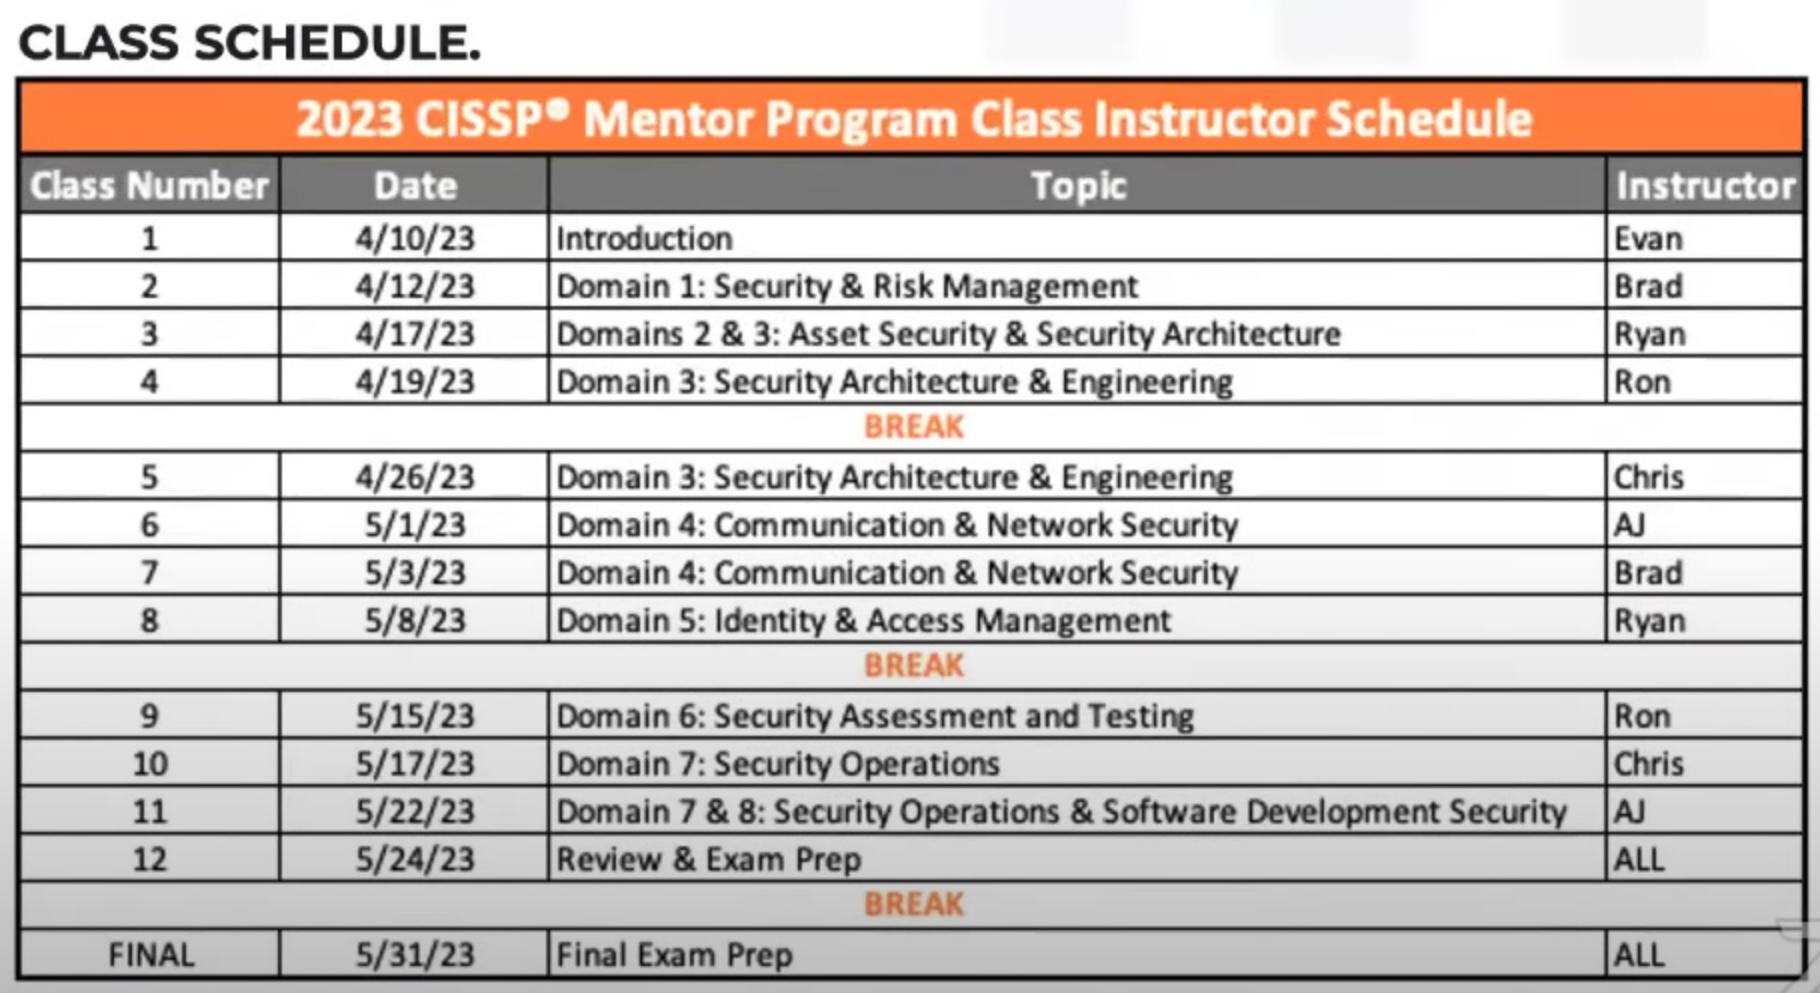 CLASS SCHEDULE.
2023 CISSP® Mentor Program Class Instructor Schedule
Class Number Date Topic Instructor
1 4/10/23 Introduction Evan
2 4/12/23 Domain 1: Security & Risk Management Brad
3 4/17/23 Domains 2 & 3: Asset Security & Security Architecture Ryan
4 4/19/23 Domain 3: Security Architecture & Engineering Ron
BREAK
5 4/26/23 Domain 3: Security Architecture & Engineering Chris
6 5/1/23 Domain 4: Communication & Network Security AJ
7 5/3/23 Domain 4: Communication & Network Security Brad
8 5/8/23 Domain 5: Identity & Access Management Ryan
BREAK
9 5/15/23 Domain 6: Security Assessment and Testing Ron
10 5/17/23 Domain 7: Security Operations Chris
11 5/22/23 Domain 7 & 8: Security Operations & Software Development Security AJ
12 5/24/23 Review & Exam Prep ALL
BREAK
FINAL 5/31/23 Final Exam Prep ALL